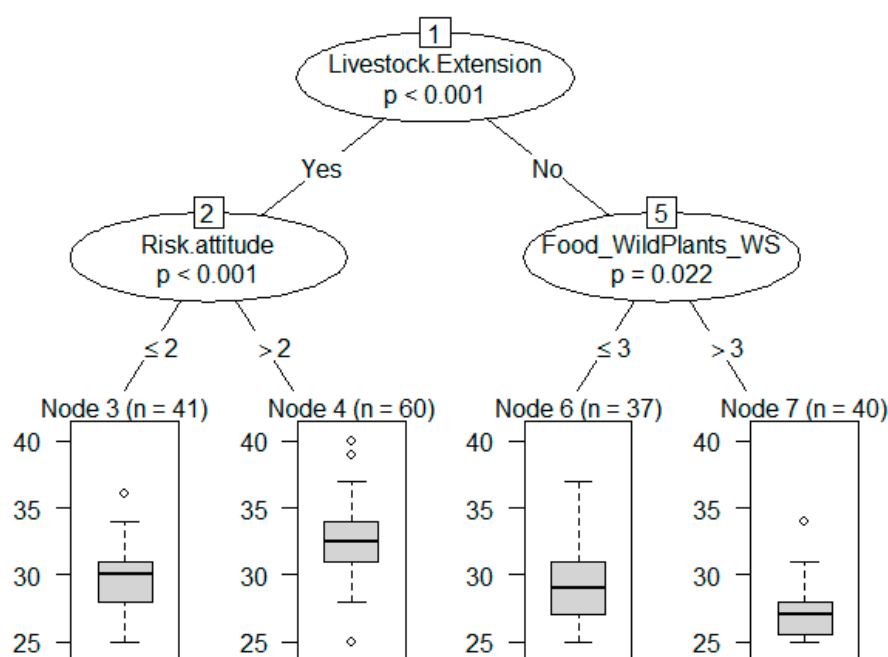 1
Livestock.Extension
p < 0.001
Yes
No
2
Risk.attitude
p < 0.001
5
Food_WildPlants_WS
p = 0.022
≤ 2
> 2
≤ 3
> 3
Node 3 (n = 41)
Node 4 (n = 60)
Node 6 (n = 37)
Node 7 (n = 40)
40
35
30
25
40
35
30
25
40
35
30
25
40
35
30
25